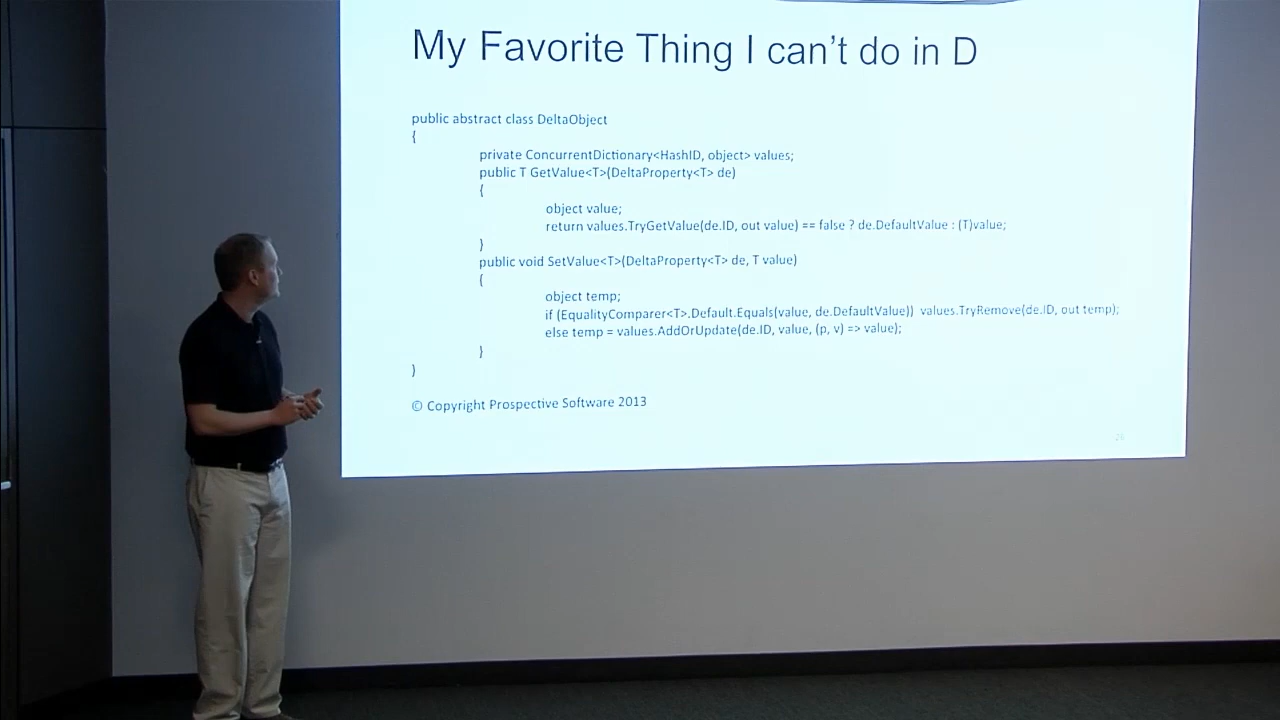 My Favorite Thing I can't do in D
public abstract class DeltaObject
{
private ConcurrentDictionary<HashID, object> values;
public T GetValue<T>(DeltaProperty<T> de)
{
object value;
return values.TryGetValue(de.ID, out value) == false ? de.DefaultValue : (T)value;
}
public void SetValue<T>(DeltaProperty<T> de, T value)
{
object temp;
if (EqualityComparer<T>.Default.Equals(value, de.DefaultValue)) values.TryRemove(de.ID, out temp);
else temp = values.AddOrUpdate(de.ID, value, (p, v) => value);
}
}
© Copyright Prospective Software 2013